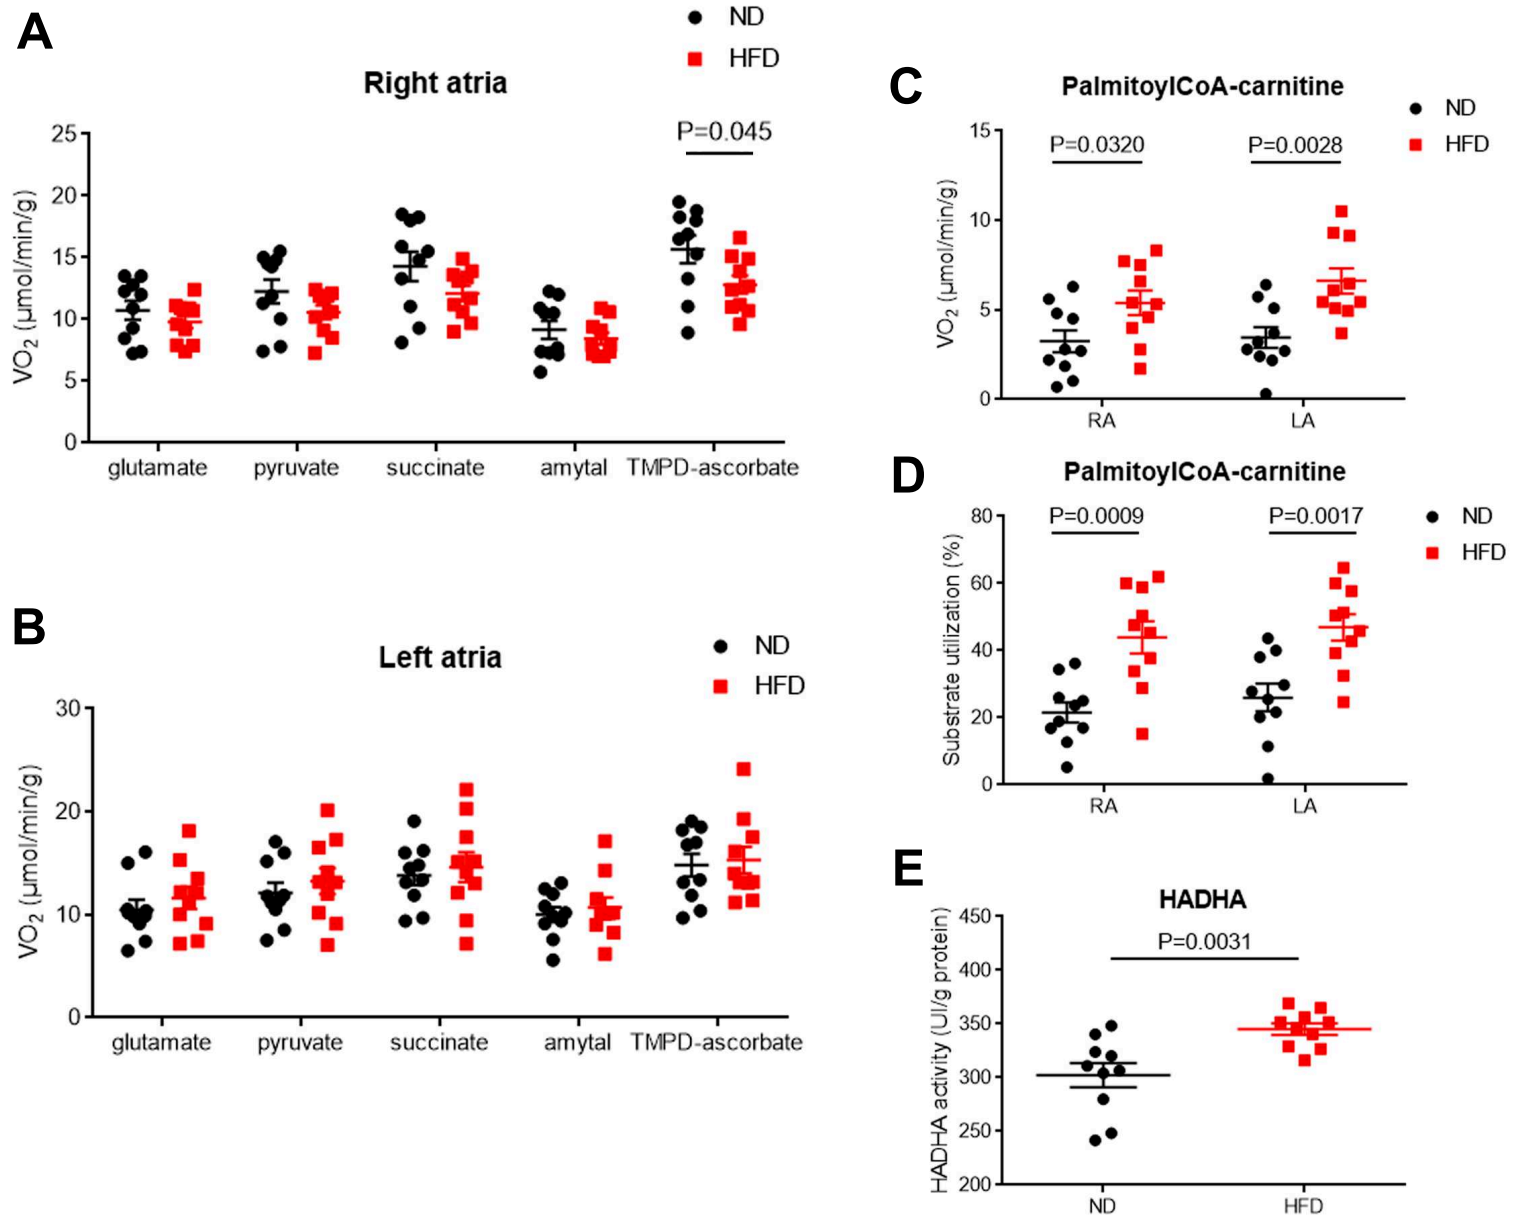 A
ND
HFD
Right atria
P=0.045
VO2 (µmol/min/g)
25
20
15
10
5
0
glutamate pyruvate succinate amytal TMPD-ascorbate
B
ND
HFD
Left atria
VO2 (µmol/min/g)
30
20
10
0
glutamate pyruvate succinate amytal TMPD-ascorbate
C
PalmitoylCoA-carnitine
ND
HFD
P=0.0320 P=0.0028
VO2 (µmol/min/g)
15
10
5
0
RA LA
D
PalmitoylCoA-carnitine
ND
HFD
P=0.0009 P=0.0017
Substrate utilization (%)
80
60
40
20
0
RA LA
E
HADHA
P=0.0031
HADHA activity (UI/g protein)
450
400
350
300
250
200
ND HFD